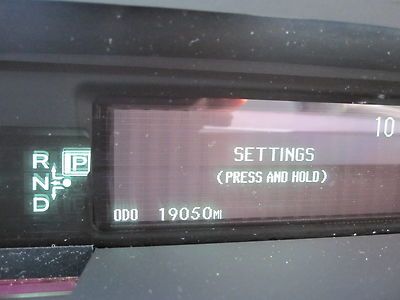 10
SETTINGS
(PRESS AND HOLD)
R P
N
D
ODO 19050MI